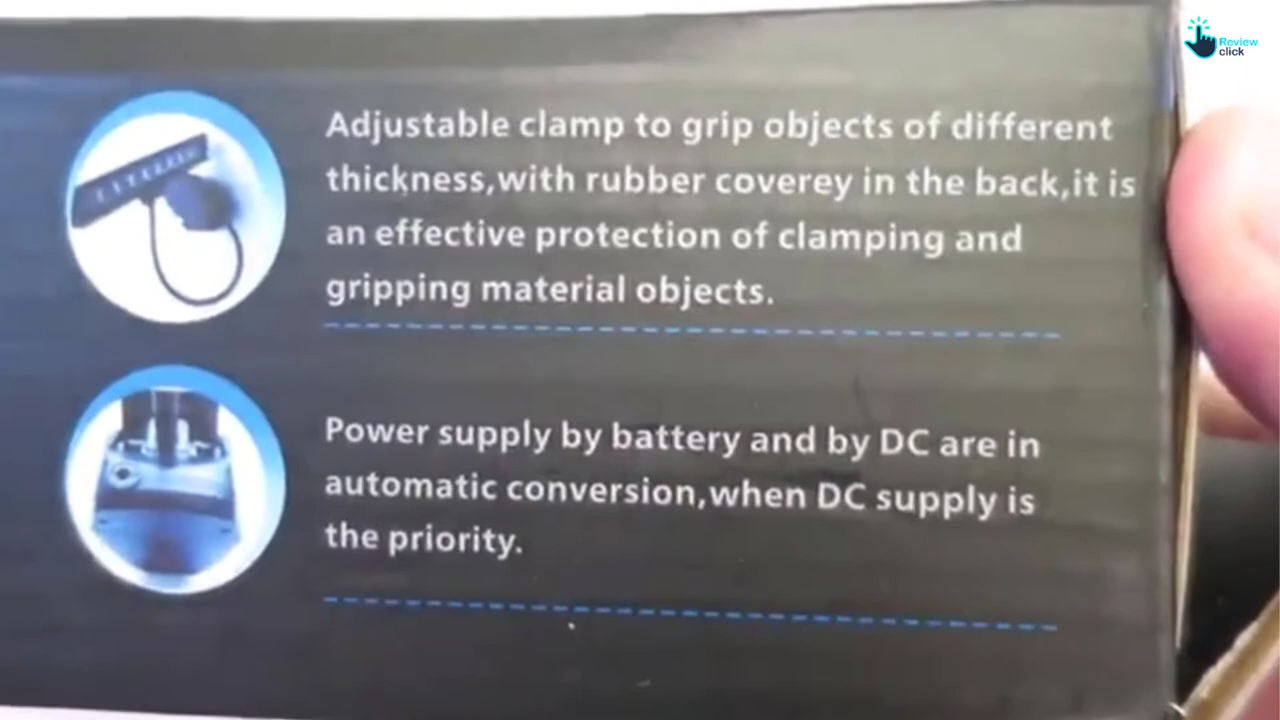 Review
click
Adjustable clamp to grip objects of different
thickness,with rubber coverey in the back,it is
an effective protection of clamping and
gripping material objects.
Power supply by battery and by DC are in
automatic conversion,when DC supply is
the priority.